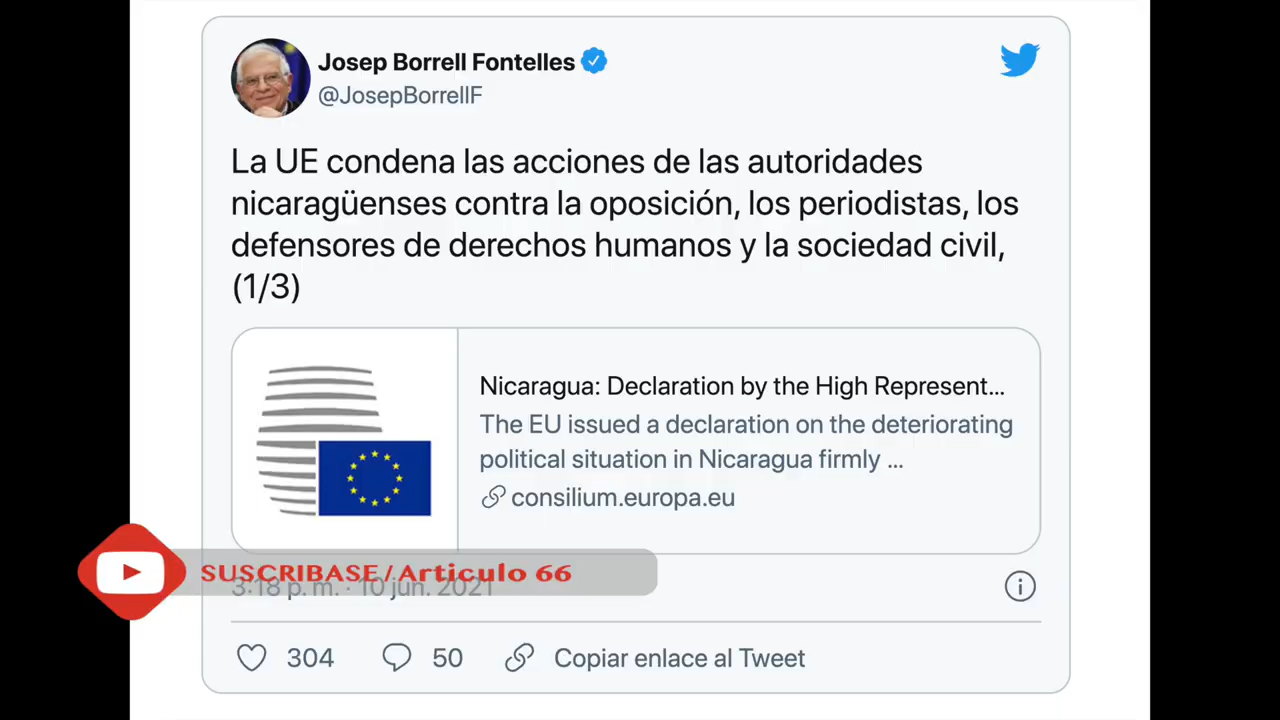 Josep Borrell Fontelles
@JosepBorrellF
La UE condena las acciones de las autoridades
nicaragüenses contra la oposición, los periodistas, los
defensores de derechos humanos y la sociedad civil,
(1/3)
Nicaragua: Declaration by the High Represent...
The EU issued a declaration on the deteriorating
political situation in Nicaragua firmly ...
consilium.europa.eu
SUSCRIBASE/Articulo 66
3:18 p. m. · 10 jun. 2021
304 50 Copiar enlace al Tweet